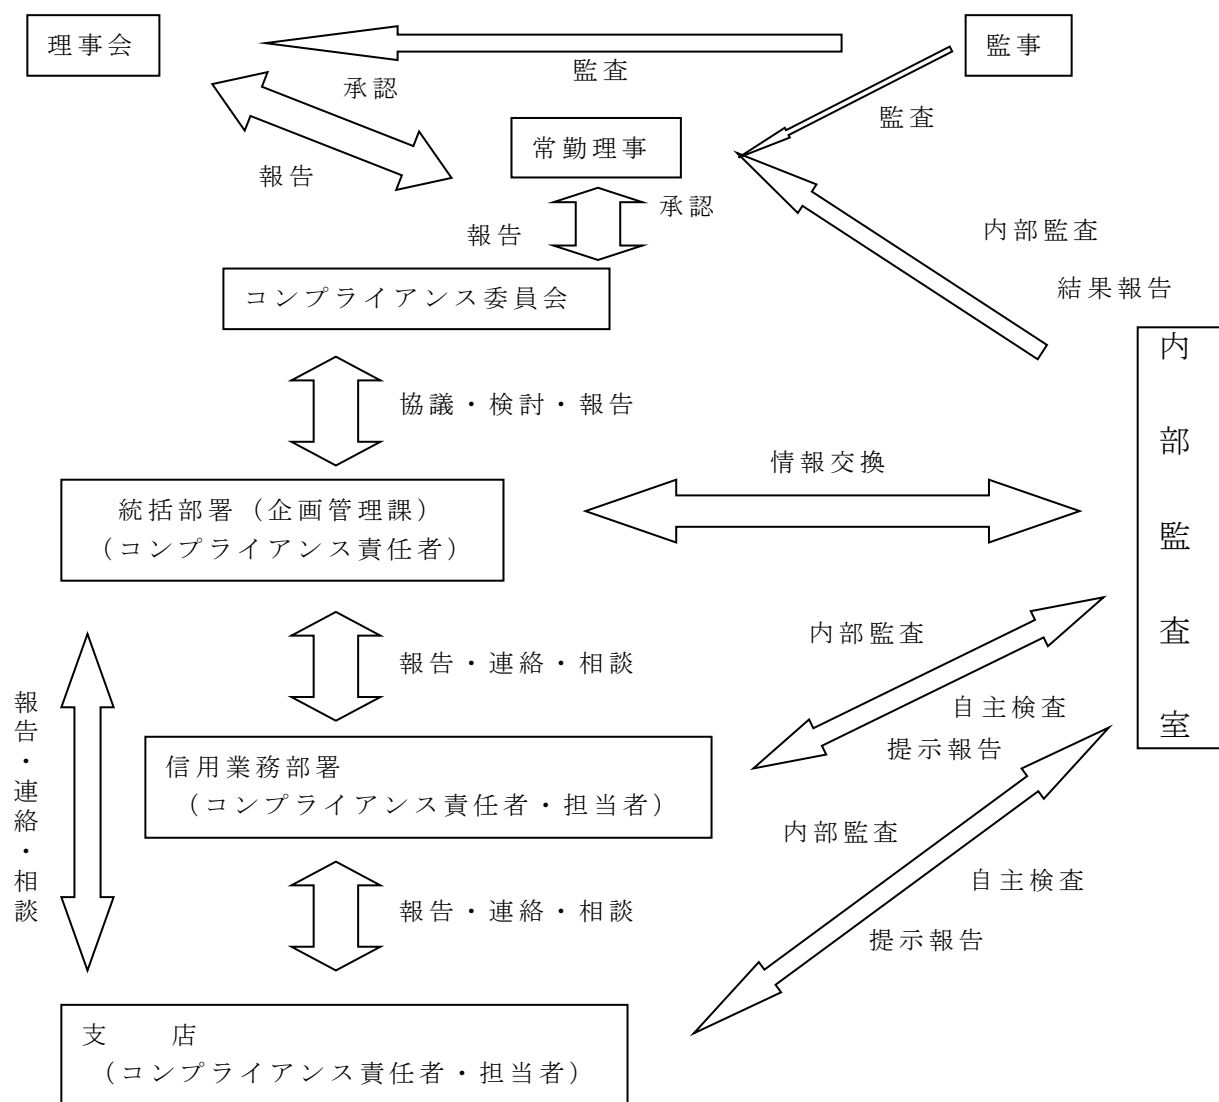 理事会
監事
監査
承認
監査
常勤理事
報告
承認
報告
内部監査
結果報告
コンプライアンス委員会
内部監査室
協議・検討・報告
情報交換
統括部署（企画管理課）
（コンプライアンス責任者）
内部監査
報告・連絡・相談
自主検査
提示報告
報告・連絡・相談
信用業務部署
（コンプライアンス責任者・担当者）
内部監査
自主検査
報告・連絡・相談
提示報告
支　　店
（コンプライアンス責任者・担当者）